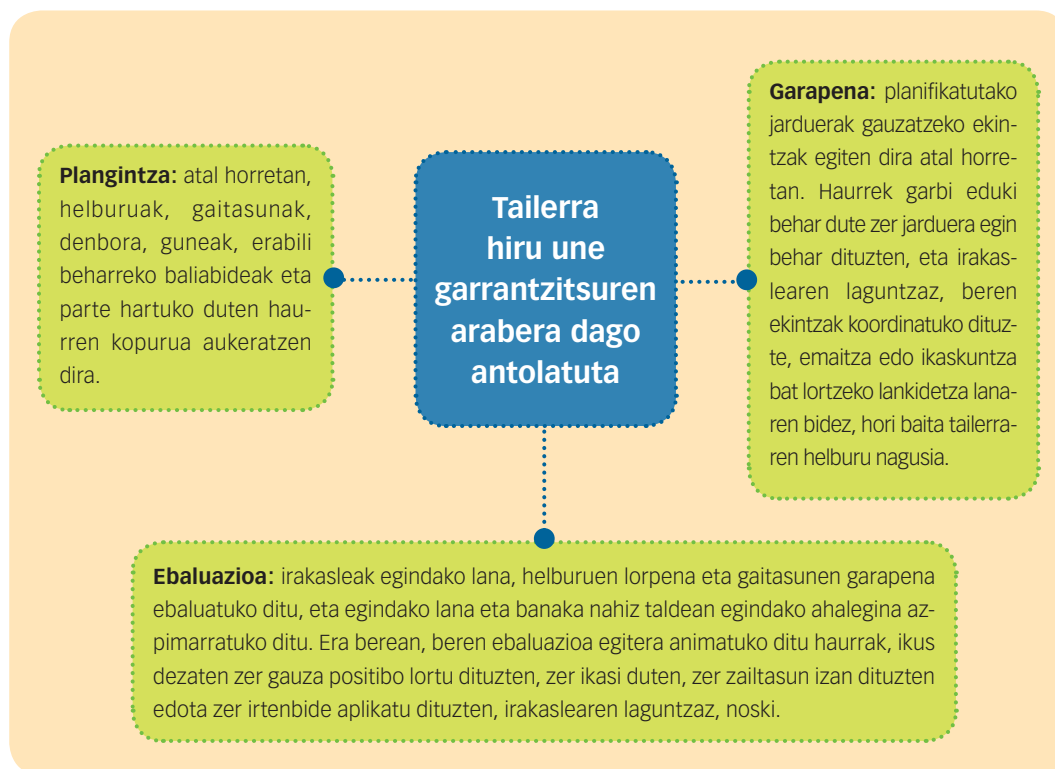 Tailerra
hiru une
garrantzitsuren
arabera dago
antolatuta
Plangintza: atal horretan,
helburuak, gaitasunak,
denbora, guneak, erabili
beharreko baliabideak eta
parte hartuko duten hau-
rren kopurua aukeratzen
dira.
Garapena: planifikatutako
jarduerak gauzatzeko ekin-
tzak egiten dira atal horre-
tan. Haurrek garbi eduki
behar dute zer jarduera egin
behar dituzten, eta irakas-
learen laguntzaz, beren
ekintzak koordinatuko dituz-
te, emaitza edo ikaskuntza
bat lortzeko lankidetza lana-
ren bidez, hori baita tailerra-
ren helburu nagusia.
Ebaluazioa: irakasleak egindako lana, helburuen lorpena eta gaitasunen garapena
ebaluatuko ditu, eta egindako lana eta banaka nahiz taldean egindako ahalegina az-
pimarratuko ditu. Era berean, beren ebaluazioa egitera animatuko ditu haurrak, ikus
dezaten zer gauza positibo lortu dituzten, zer ikasi duten, zer zailtasun izan dituzten
edota zer irtenbide aplikatu dituzten, irakaslearen laguntzaz, noski.